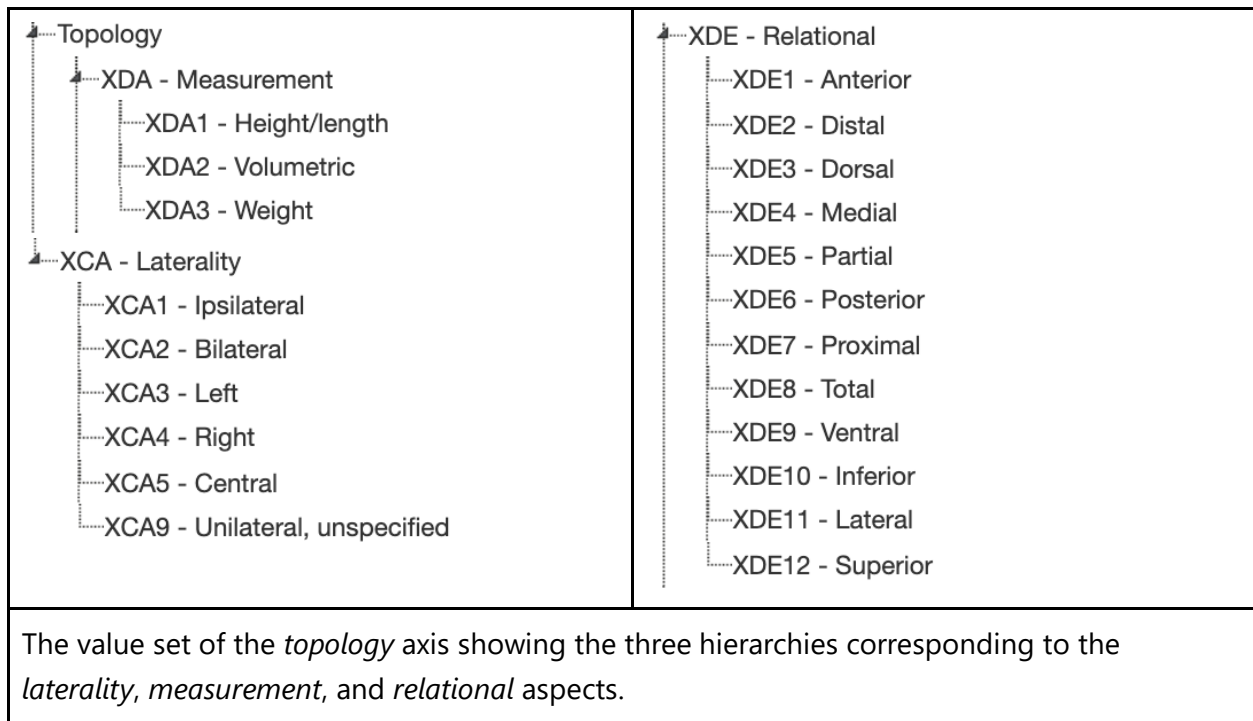 Topology
XDA - Measurement
XDA1 - Height/length
XDA2 - Volumetric
XDA3 - Weight
XCA - Laterality
XCA1 - Ipsilateral
XCA2 - Bilateral
XCA3 - Left
XCA4 - Right
XCA5 - Central
XCA9 - Unilateral, unspecified
XDE - Relational
XDE1 - Anterior
XDE2 - Distal
XDE3 - Dorsal
XDE4 - Medial
XDE5 - Partial
XDE6 - Posterior
XDE7 - Proximal
XDE8 - Total
XDE9 - Ventral
XDE10 - Inferior
XDE11 - Lateral
XDE12 - Superior
The value set of the topology axis showing the three hierarchies corresponding to the
laterality, measurement, and relational aspects.